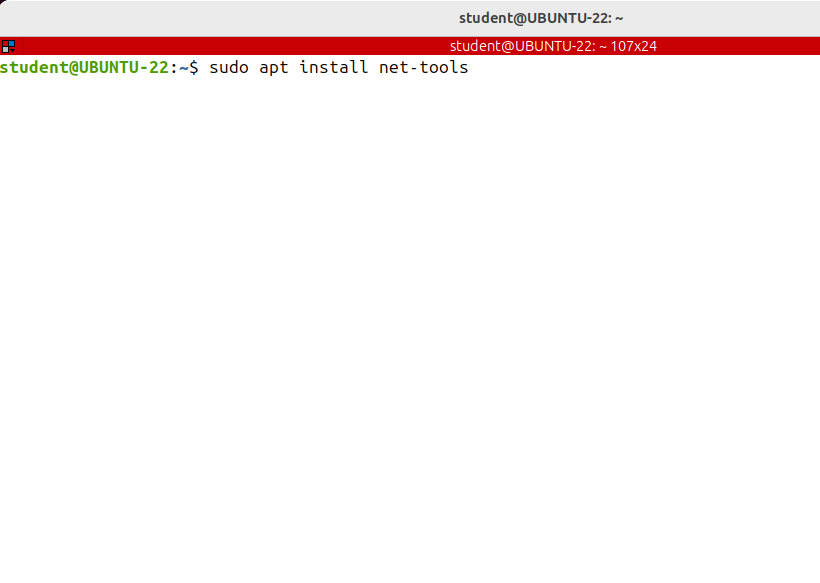 student@UBUNTU-22: ~
student@UBUNTU-22: ~ 107x24
student@UBUNTU-22:~$ sudo apt install net-tools